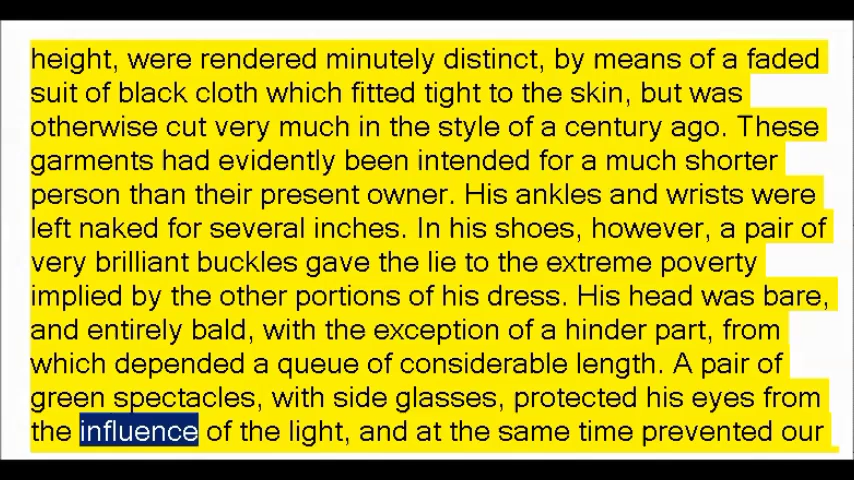 height, were rendered minutely distinct, by means of a faded
suit of black cloth which fitted tight to the skin, but was
otherwise cut very much in the style of a century ago. These
garments had evidently been intended for a much shorter
person than their present owner. His ankles and wrists were
left naked for several inches. In his shoes, however, a pair of
very brilliant buckles gave the lie to the extreme poverty
implied by the other portions of his dress. His head was bare,
and entirely bald, with the exception of a hinder part, from
which depended a queue of considerable length. A pair of
green spectacles, with side glasses, protected his eyes from
the influence of the light, and at the same time prevented our